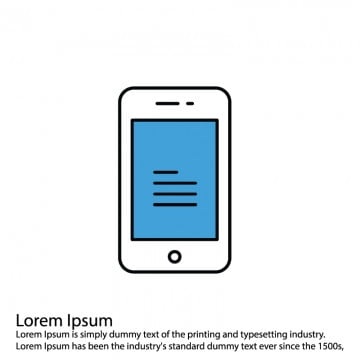 Lorem Ipsum
Lorem Ipsum is simply dummy text of the printing and typesetting industry.
Lorem Ipsum has been the industry's standard dummy text ever since the 1500s,